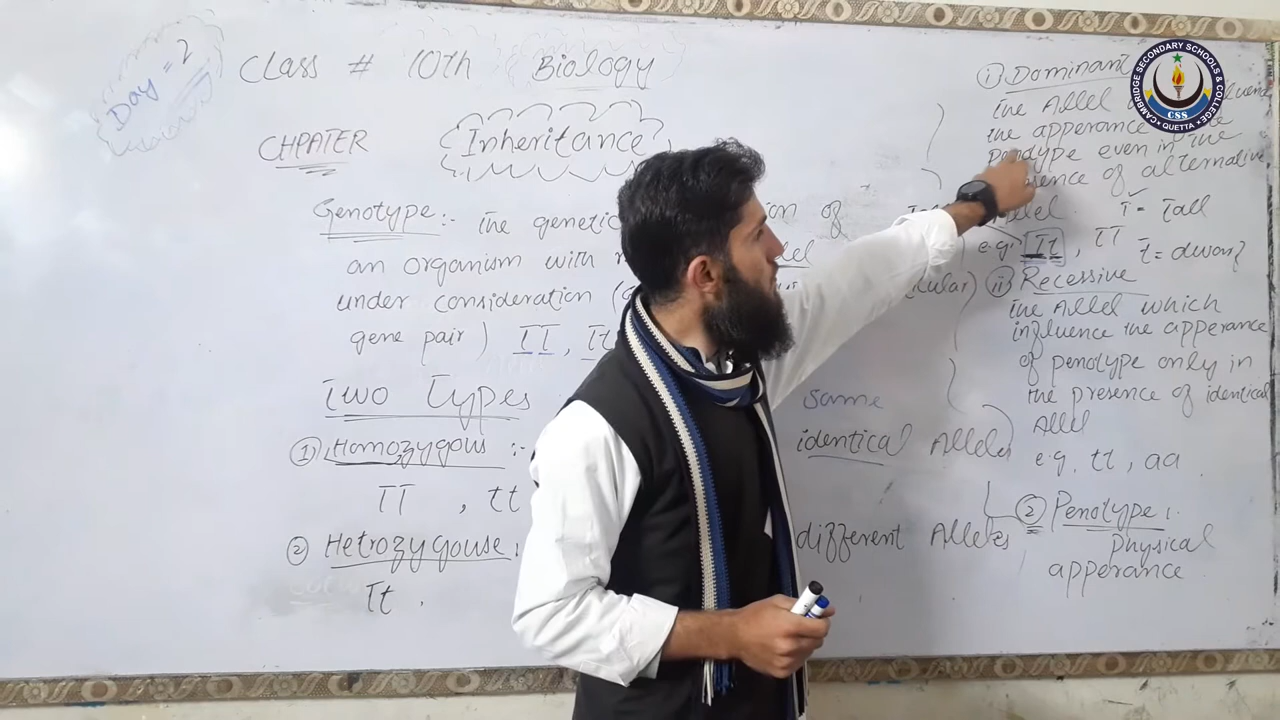 Day = 2
Class # 10th Biology
CHPATER Inheritance
Genotype:- The genetic of
an organism with
under consideration
gene pair) TT, Tt
Two Types
① Homozygous :- same
identical Alleles
TT , tt
② Hetrozygouse: different Alleles
Tt .
i) Dominant
The Allel
the apperance
even in the
of alternative
Allel. T = Tall
e.g. Tt , TT t = dwarf
ii) Recessive
The Allel which
influence the apperance
of penotype only in
the presence of identical
Allel
e.g. tt , aa
② Penotype :.
physical
apperance
CAMBRIDGE SECONDARY SCHOOLS & COLLEGE
CSS
QUETTA